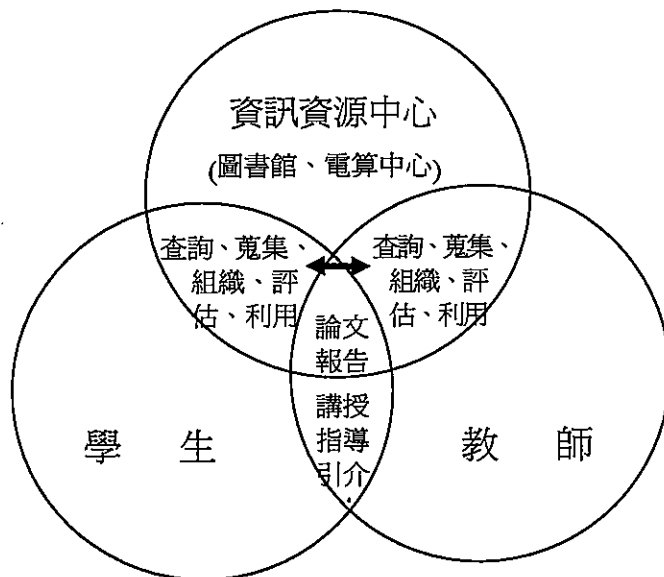 資訊資源中心
(圖書館、電算中心)
查詢、蒐集、
組織、評
估、利用
查詢、蒐集、
組織、評
估、利用
論文
報告
講授
指導
引介
學 生
教 師